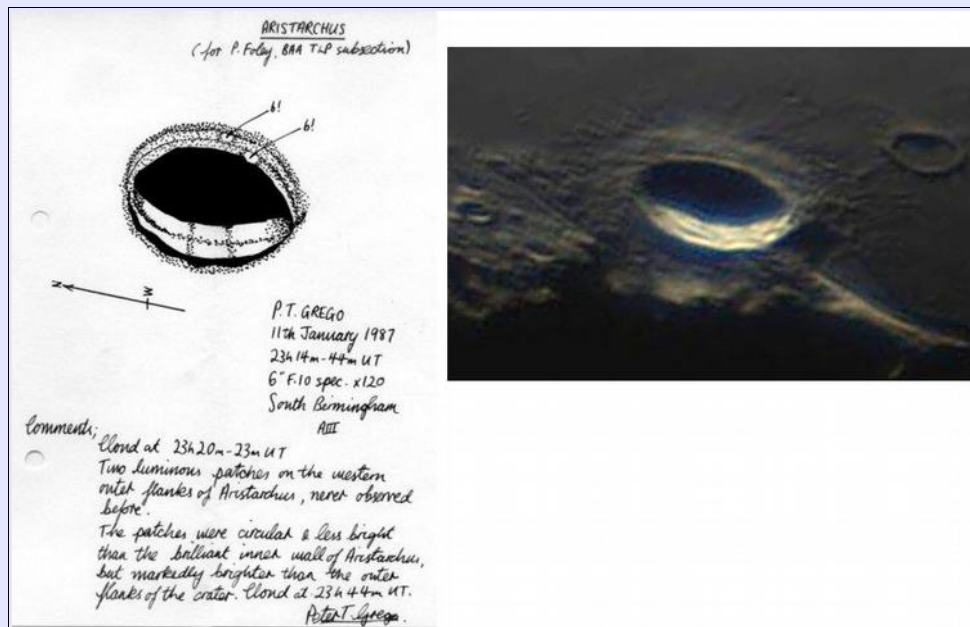 ARISTARCHUS
(for P. Foley, BAA TLP subsection)
6!
6!
N
W
P.T. GREGO
11th January 1987
23h 14m - 44m UT
6" F.10 spec. x120
South Birmingham
AIII
Comments;
Cloud at 23h20m-23m UT
Two luminous patches on the western
outer flanks of Aristarchus, never observed
before.
The patches were circular & less bright
than the brilliant inner wall of Aristarchus,
but markedly brighter than the outer
flanks of the crater. Cloud at 23h44m UT.
Peter T. Grego.